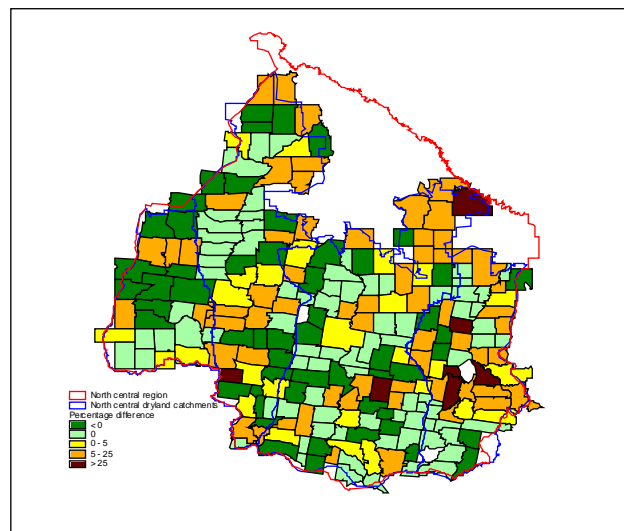 North central region
North central dryland catchments
Percentage difference
<0
0
0 - 5
5 - 25
>25